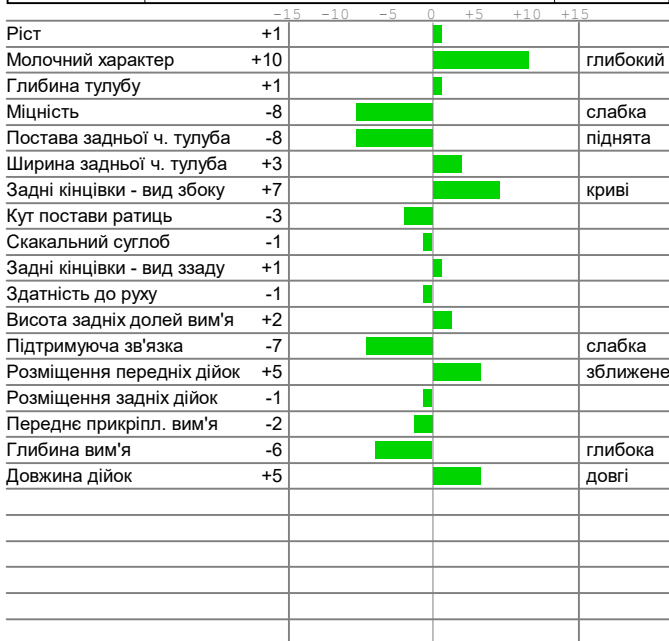 -15 -10 -5 0 +5 +10 +15
Ріст +1
Молочний характер +10 глибокий
Глибина тулубу +1
Міцність -8 слабка
Постава задньої ч. тулуба -8 піднята
Ширина задньої ч. тулуба +3
Задні кінцівки - вид збоку +7 криві
Кут постави ратиць -3
Скакальний суглоб -1
Задні кінцівки - вид ззаду +1
Здатність до руху -1
Висота задніх долей вим'я +2
Підтримуюча зв'язка -7 слабка
Розміщення передніх дійок +5 зближене
Розміщення задніх дійок -1
Переднє прикріпл. вим'я -2
Глибина вим'я -6 глибока
Довжина дійок +5 довгі